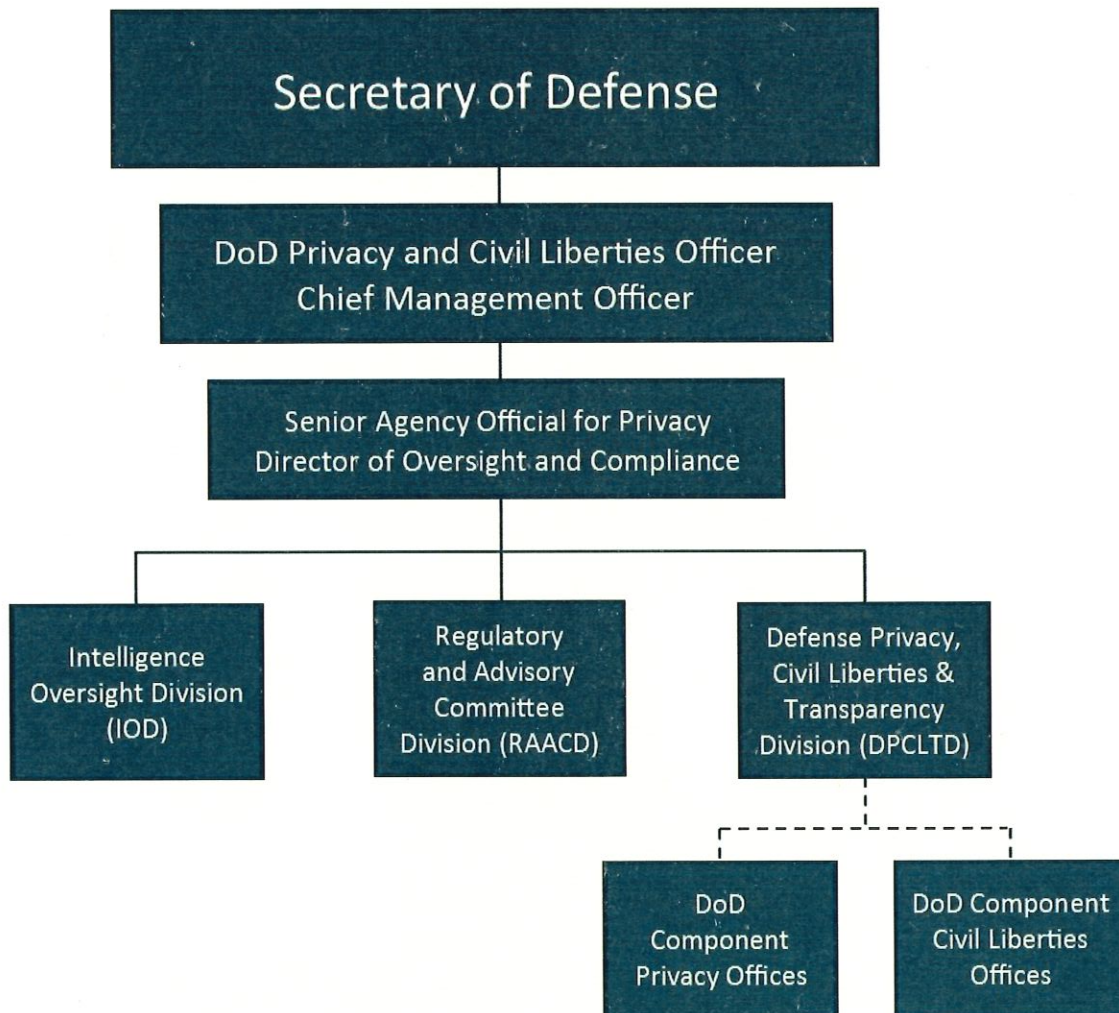 Secretary of Defense
DoD Privacy and Civil Liberties Officer
Chief Management Officer
Senior Agency Official for Privacy
Director of Oversight and Compliance
Intelligence
Oversight Division
(IOD)
Regulatory
and Advisory
Committee
Division (RAACD)
Defense Privacy,
Civil Liberties &
Transparency
Division (DPCLTD)
DoD
Component
Privacy Offices
DoD Component
Civil Liberties
Offices